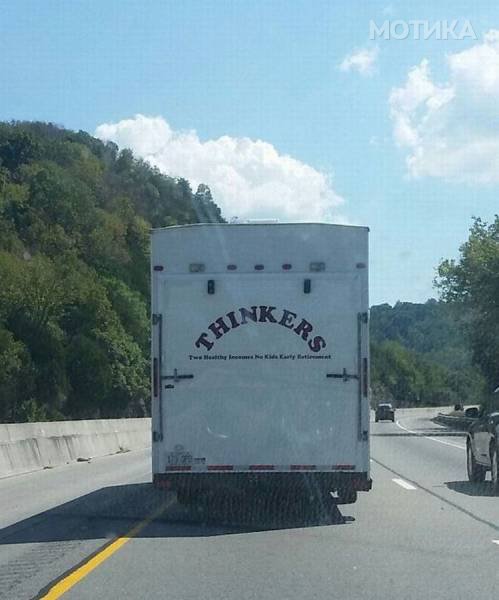 МОТИКА
THINKERS
Two Healthy Incomes No Kids Early Retirement